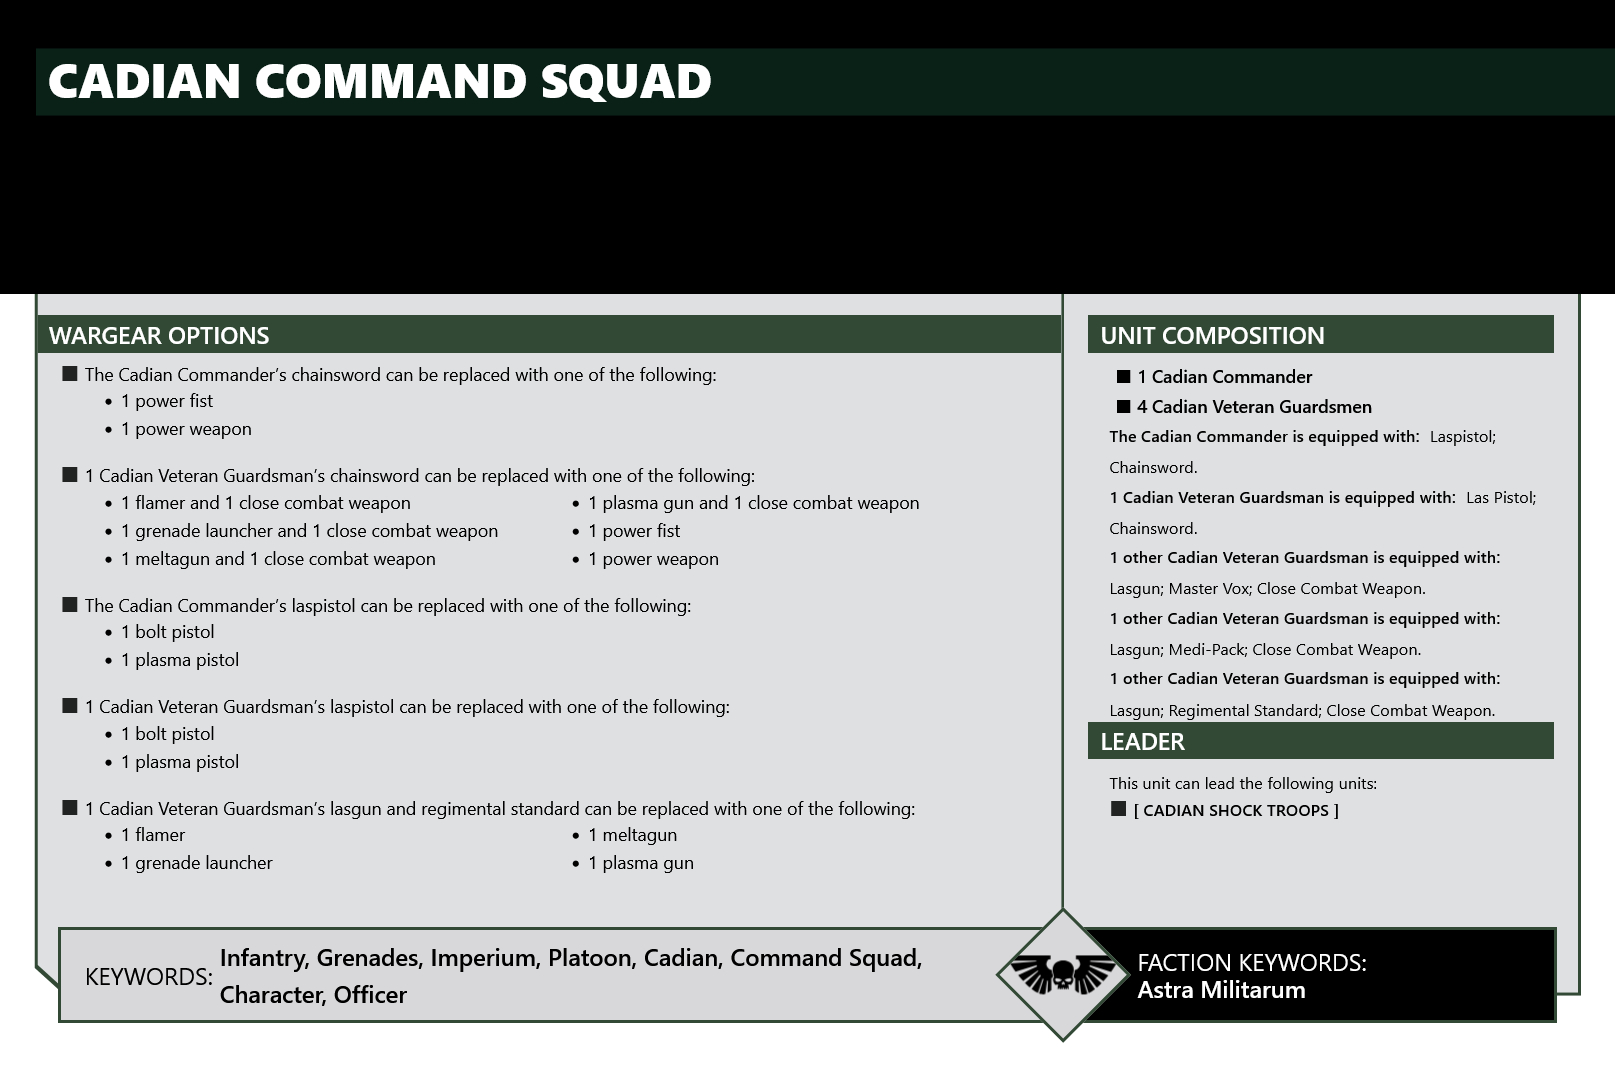 CADIAN COMMAND SQUAD
WARGEAR OPTIONS
The Cadian Commander's chainsword can be replaced with one of the following:
1 power fist
1 power weapon
1 Cadian Veteran Guardsman's chainsword can be replaced with one of the following:
1 flamer and 1 close combat weapon
1 grenade launcher and 1 close combat weapon
1 meltagun and 1 close combat weapon
1 plasma gun and 1 close combat weapon
1 power fist
1 power weapon
The Cadian Commander's laspistol can be replaced with one of the following:
1 bolt pistol
1 plasma pistol
1 Cadian Veteran Guardsman's laspistol can be replaced with one of the following:
1 bolt pistol
1 plasma pistol
1 Cadian Veteran Guardsman's lasgun and regimental standard can be replaced with one of the following:
1 flamer
1 grenade launcher
1 meltagun
1 plasma gun
UNIT COMPOSITION
1 Cadian Commander
4 Cadian Veteran Guardsmen
The Cadian Commander is equipped with: Laspistol;
Chainsword.
1 Cadian Veteran Guardsman is equipped with: Las Pistol;
Chainsword.
1 other Cadian Veteran Guardsman is equipped with:
Lasgun; Master Vox; Close Combat Weapon.
1 other Cadian Veteran Guardsman is equipped with:
Lasgun; Medi-Pack; Close Combat Weapon.
1 other Cadian Veteran Guardsman is equipped with:
Lasgun; Regimental Standard; Close Combat Weapon.
LEADER
This unit can lead the following units:
[ CADIAN SHOCK TROOPS ]
KEYWORDS: Infantry, Grenades, Imperium, Platoon, Cadian, Command Squad,
Character, Officer
FACTION KEYWORDS:
Astra Militarum